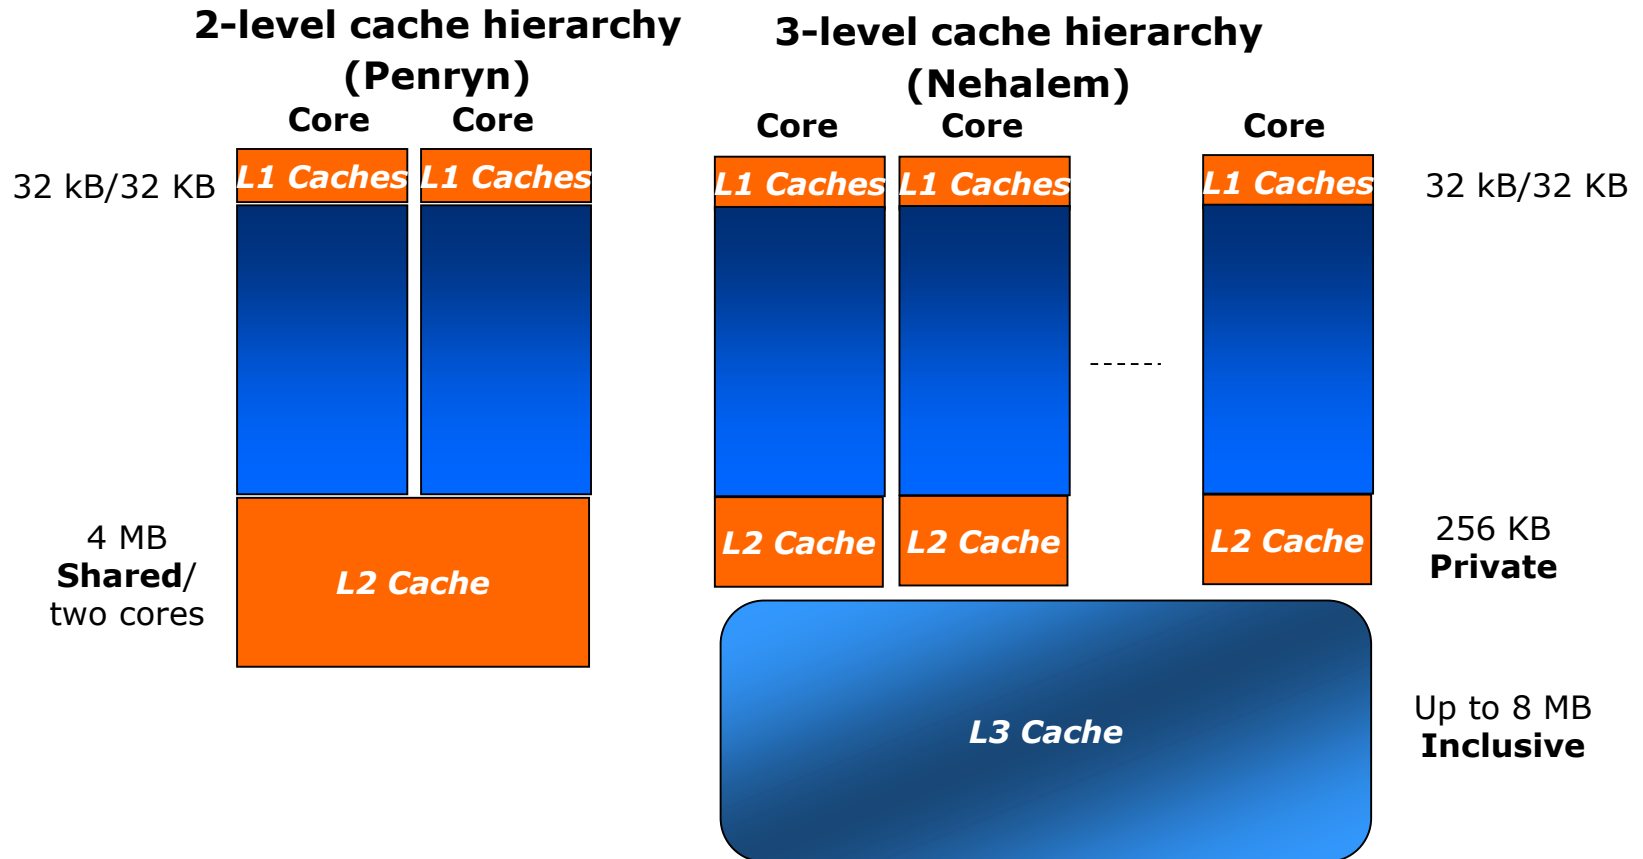 2-level cache hierarchy
(Penryn)
Core Core
L1 Caches L1 Caches
32 kB/32 KB
4 MB
Shared/
two cores
L2 Cache
3-level cache hierarchy
(Nehalem)
Core Core Core
L1 Caches L1 Caches L1 Caches
32 kB/32 KB
L2 Cache L2 Cache L2 Cache
256 KB
Private
L3 Cache
Up to 8 MB
Inclusive